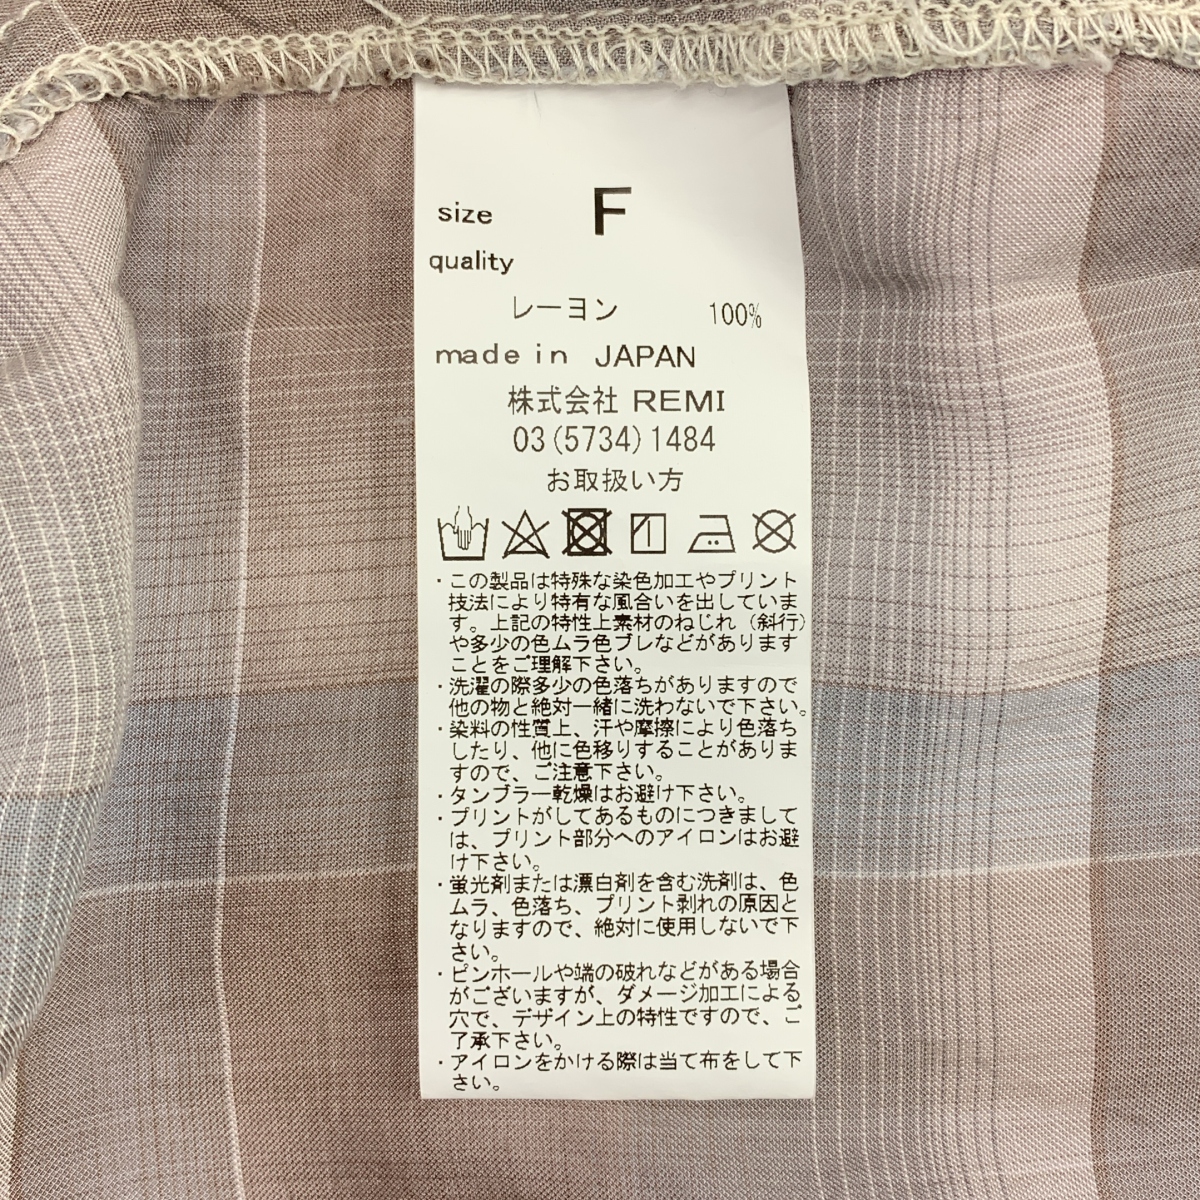 size F
quality
レーヨン 100%
made in JAPAN
株式会社 REMI
03(5734)1484
お取扱い方
・この製品は特殊な染色加工やプリント
技法により特有な風合いを出していま
す。上記の特性上素材のねじれ（斜行）
や多少の色ムラ色ブレなどがあります
ことをご理解下さい。
・洗濯の際多少の色落ちがありますので
他の物と絶対一緒に洗わないで下さい。
・染料の性質上、汗や摩擦により色落ち
したり、他に色移りすることがありま
すので、ご注意下さい。
・タンブラー乾燥はお避け下さい。
・プリントがしてあるものにつきまして
は、プリント部分へのアイロンはお避
け下さい。
・蛍光剤または漂白剤を含む洗剤は、色
ムラ、色落ち、プリント剥れの原因と
なりますので、絶対に使用しないで下
さい。
・ピンホールや端の破れなどがある場合
がございますが、ダメージ加工による
穴で、デザイン上の特性ですので、ご
了承下さい。
・アイロンをかける際は当て布をして下
さい。